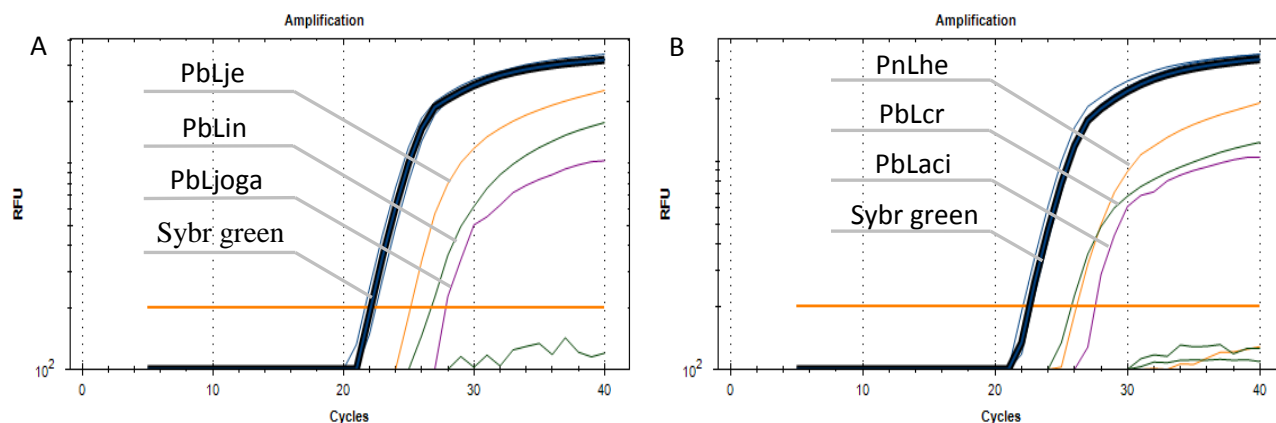 Amplification
A
PbLje
PbLin
PbLjoga
Sybr green
RFU
10²
0 10 20 30 40
Cycles
Amplification
B
PnLhe
PbLcr
PbLaci
Sybr green
RFU
10²
0 10 20 30 40
Cycles